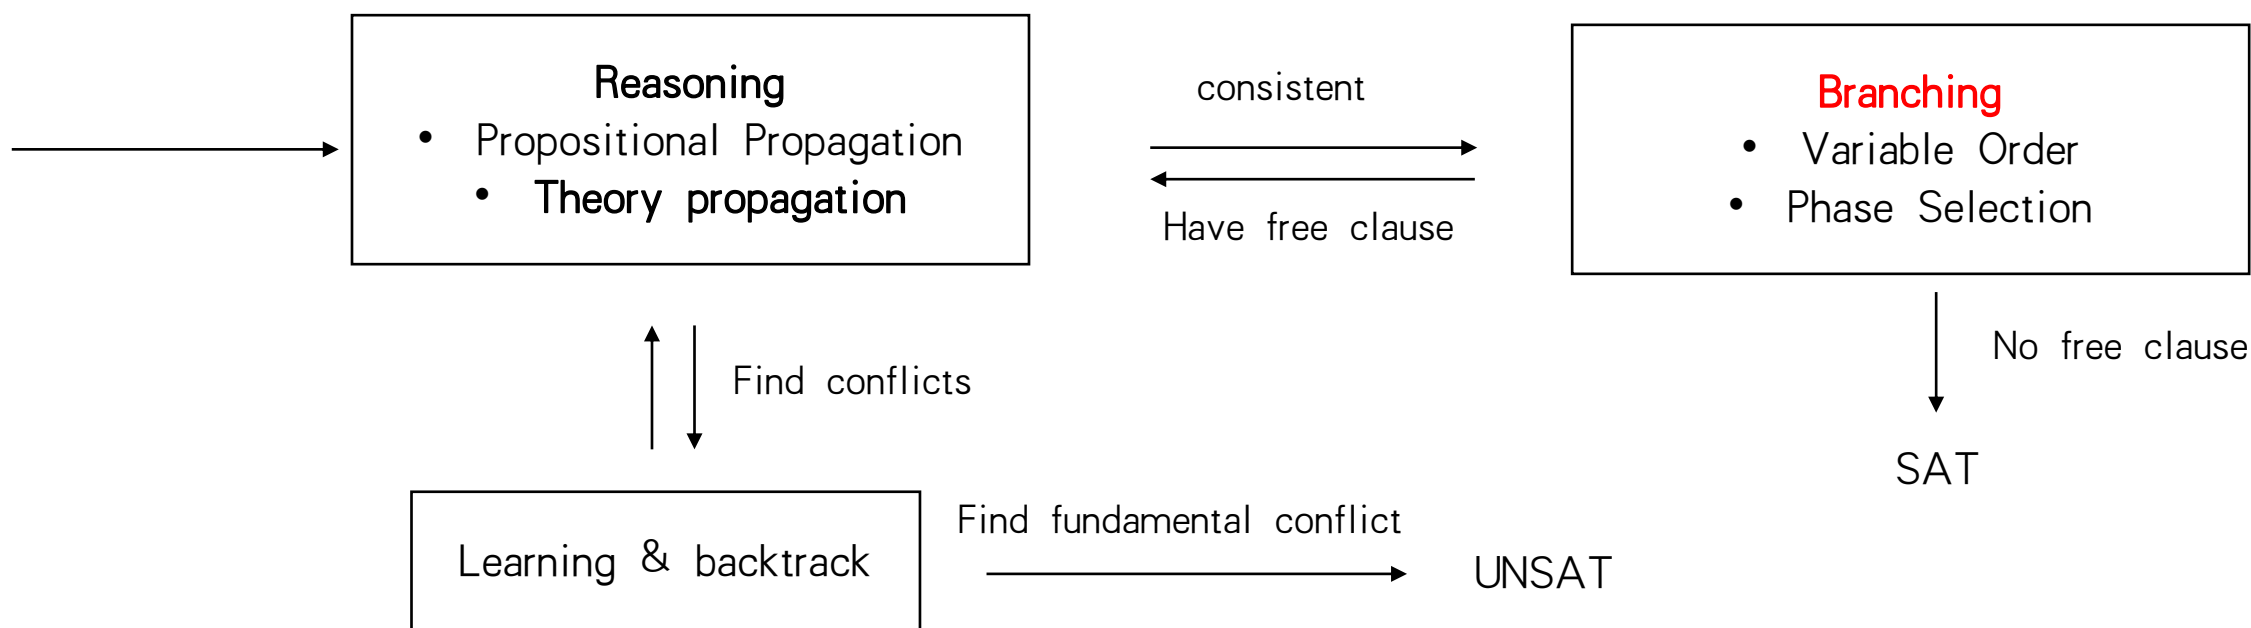 Reasoning
• Propositional Propagation
• Theory propagation
consistent
Have free clause
Branching
• Variable Order
• Phase Selection
Find conflicts
No free clause
SAT
Learning & backtrack
Find fundamental conflict
UNSAT